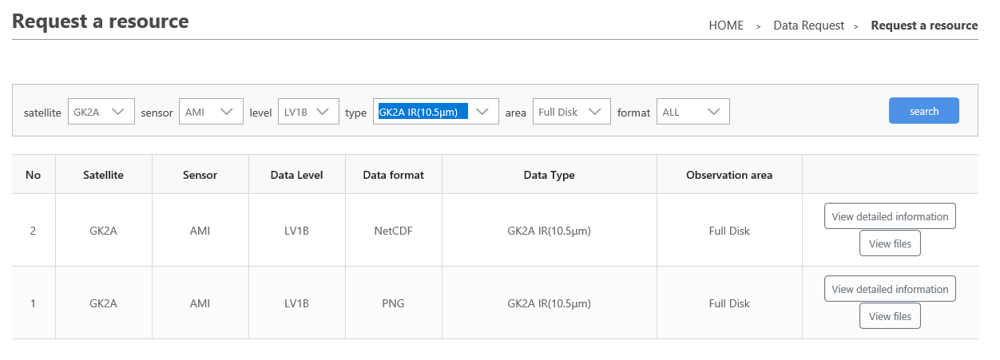 Request a resource
HOME > Data Request > Request a resource
satellite GK2A sensor AMI level LV1B type GK2A IR(10.5μm) area Full Disk format ALL search
No Satellite Sensor Data Level Data format Data Type Observation area
2 GK2A AMI LV1B NetCDF GK2A IR(10.5μm) Full Disk View detailed information
View files
1 GK2A AMI LV1B PNG GK2A IR(10.5μm) Full Disk View detailed information
View files